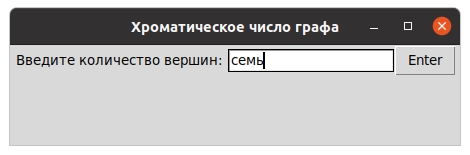 Хроматическое число графа
Введите количество вершин: семь Enter